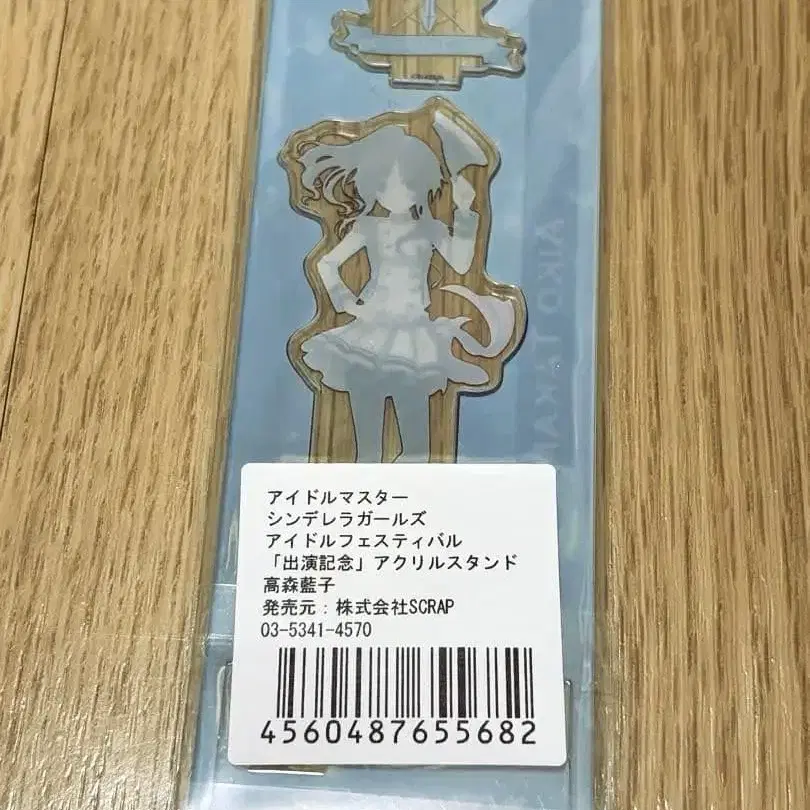 AIKO TAKA
アイドルマスター
シンデレラガールズ
アイドルフェスティバル
「出演記念」アクリルスタンド
高森藍子
発売元：株式会社SCRAP
03-5341-4570
4560487655682